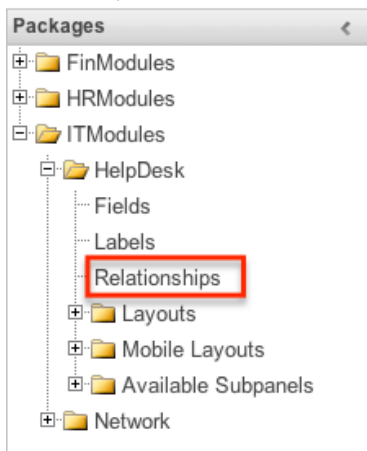 Packages
FinModules
HRModules
ITModules
HelpDesk
Fields
Labels
Relationships
Layouts
Mobile Layouts
Available Subpanels
Network